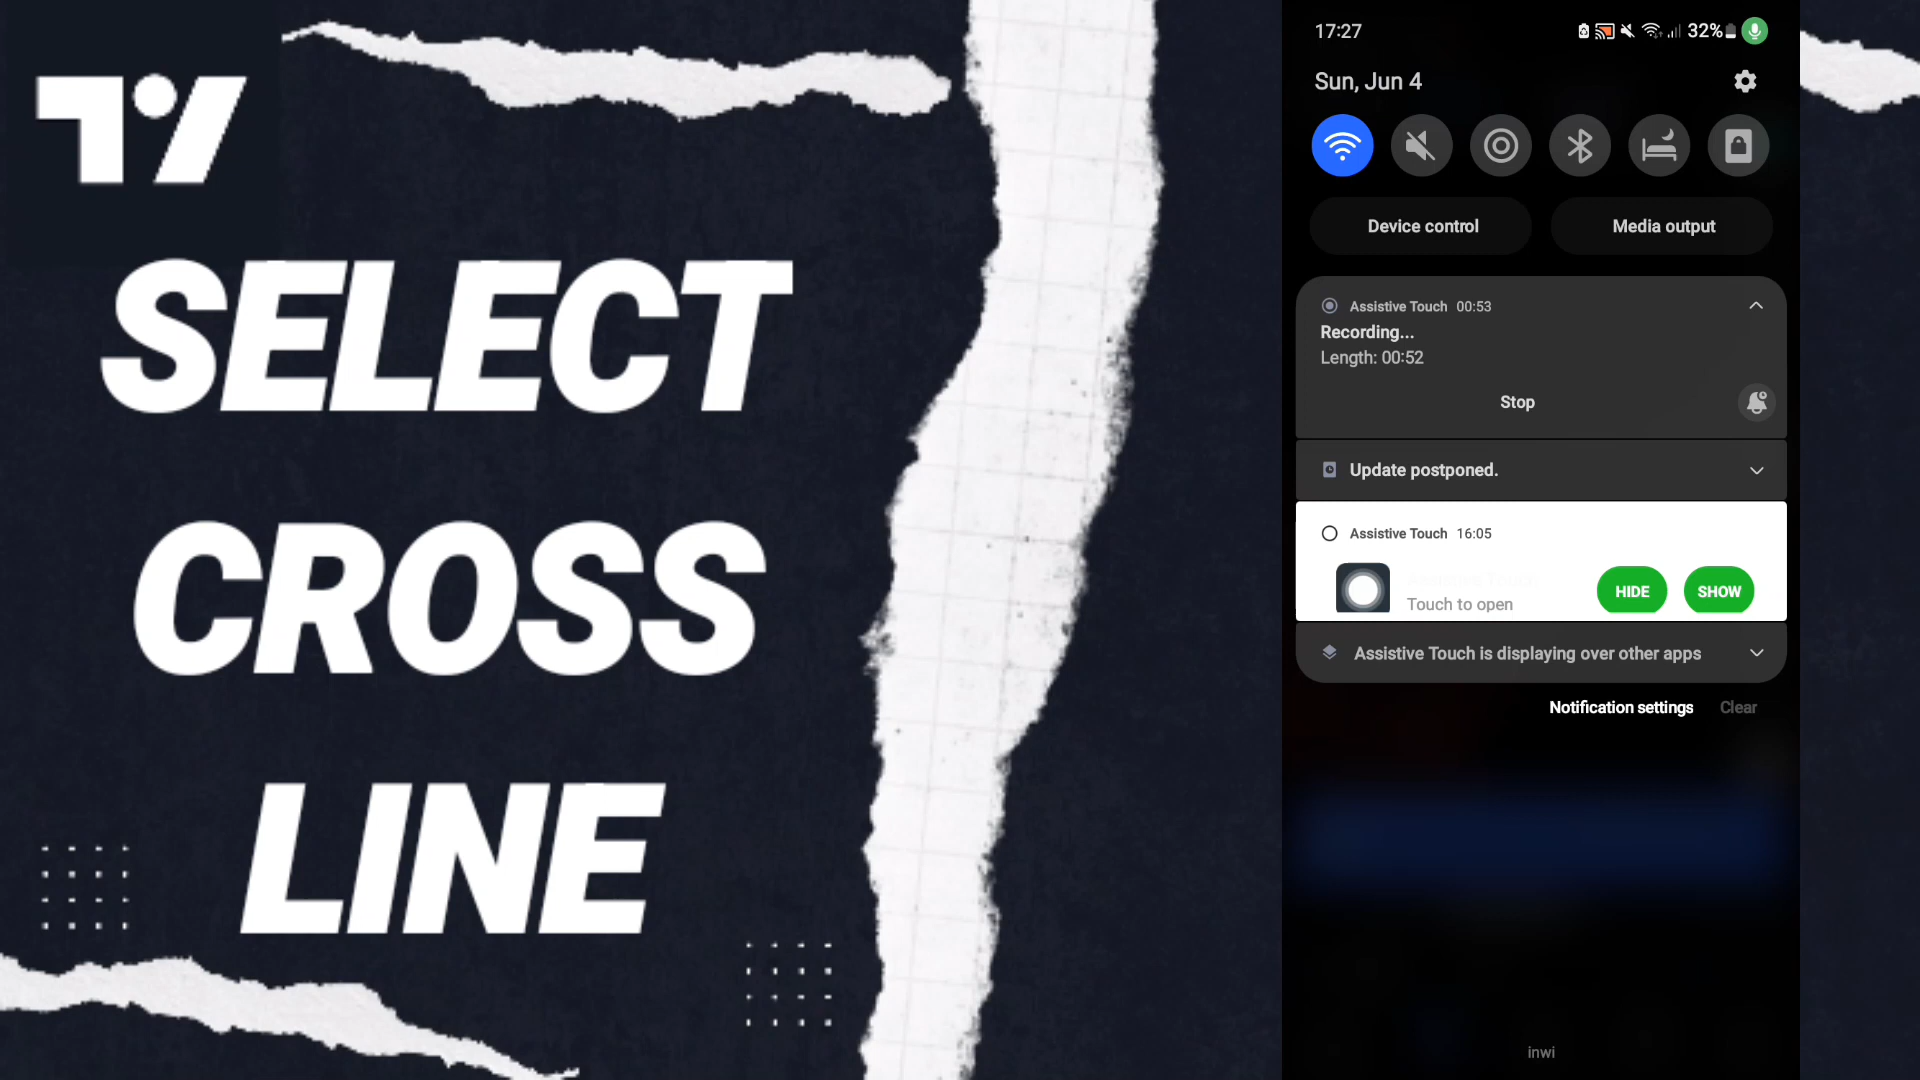 TV
SELECT
CROSS
LINE
17:27
32%
Sun, Jun 4
Device control
Media output
Assistive Touch 00:53
Recording...
Length: 00:52
Stop
Update postponed.
Assistive Touch 16:05
Touch to open
HIDE
SHOW
Assistive Touch is displaying over other apps
Notification settings
Clear
inwi